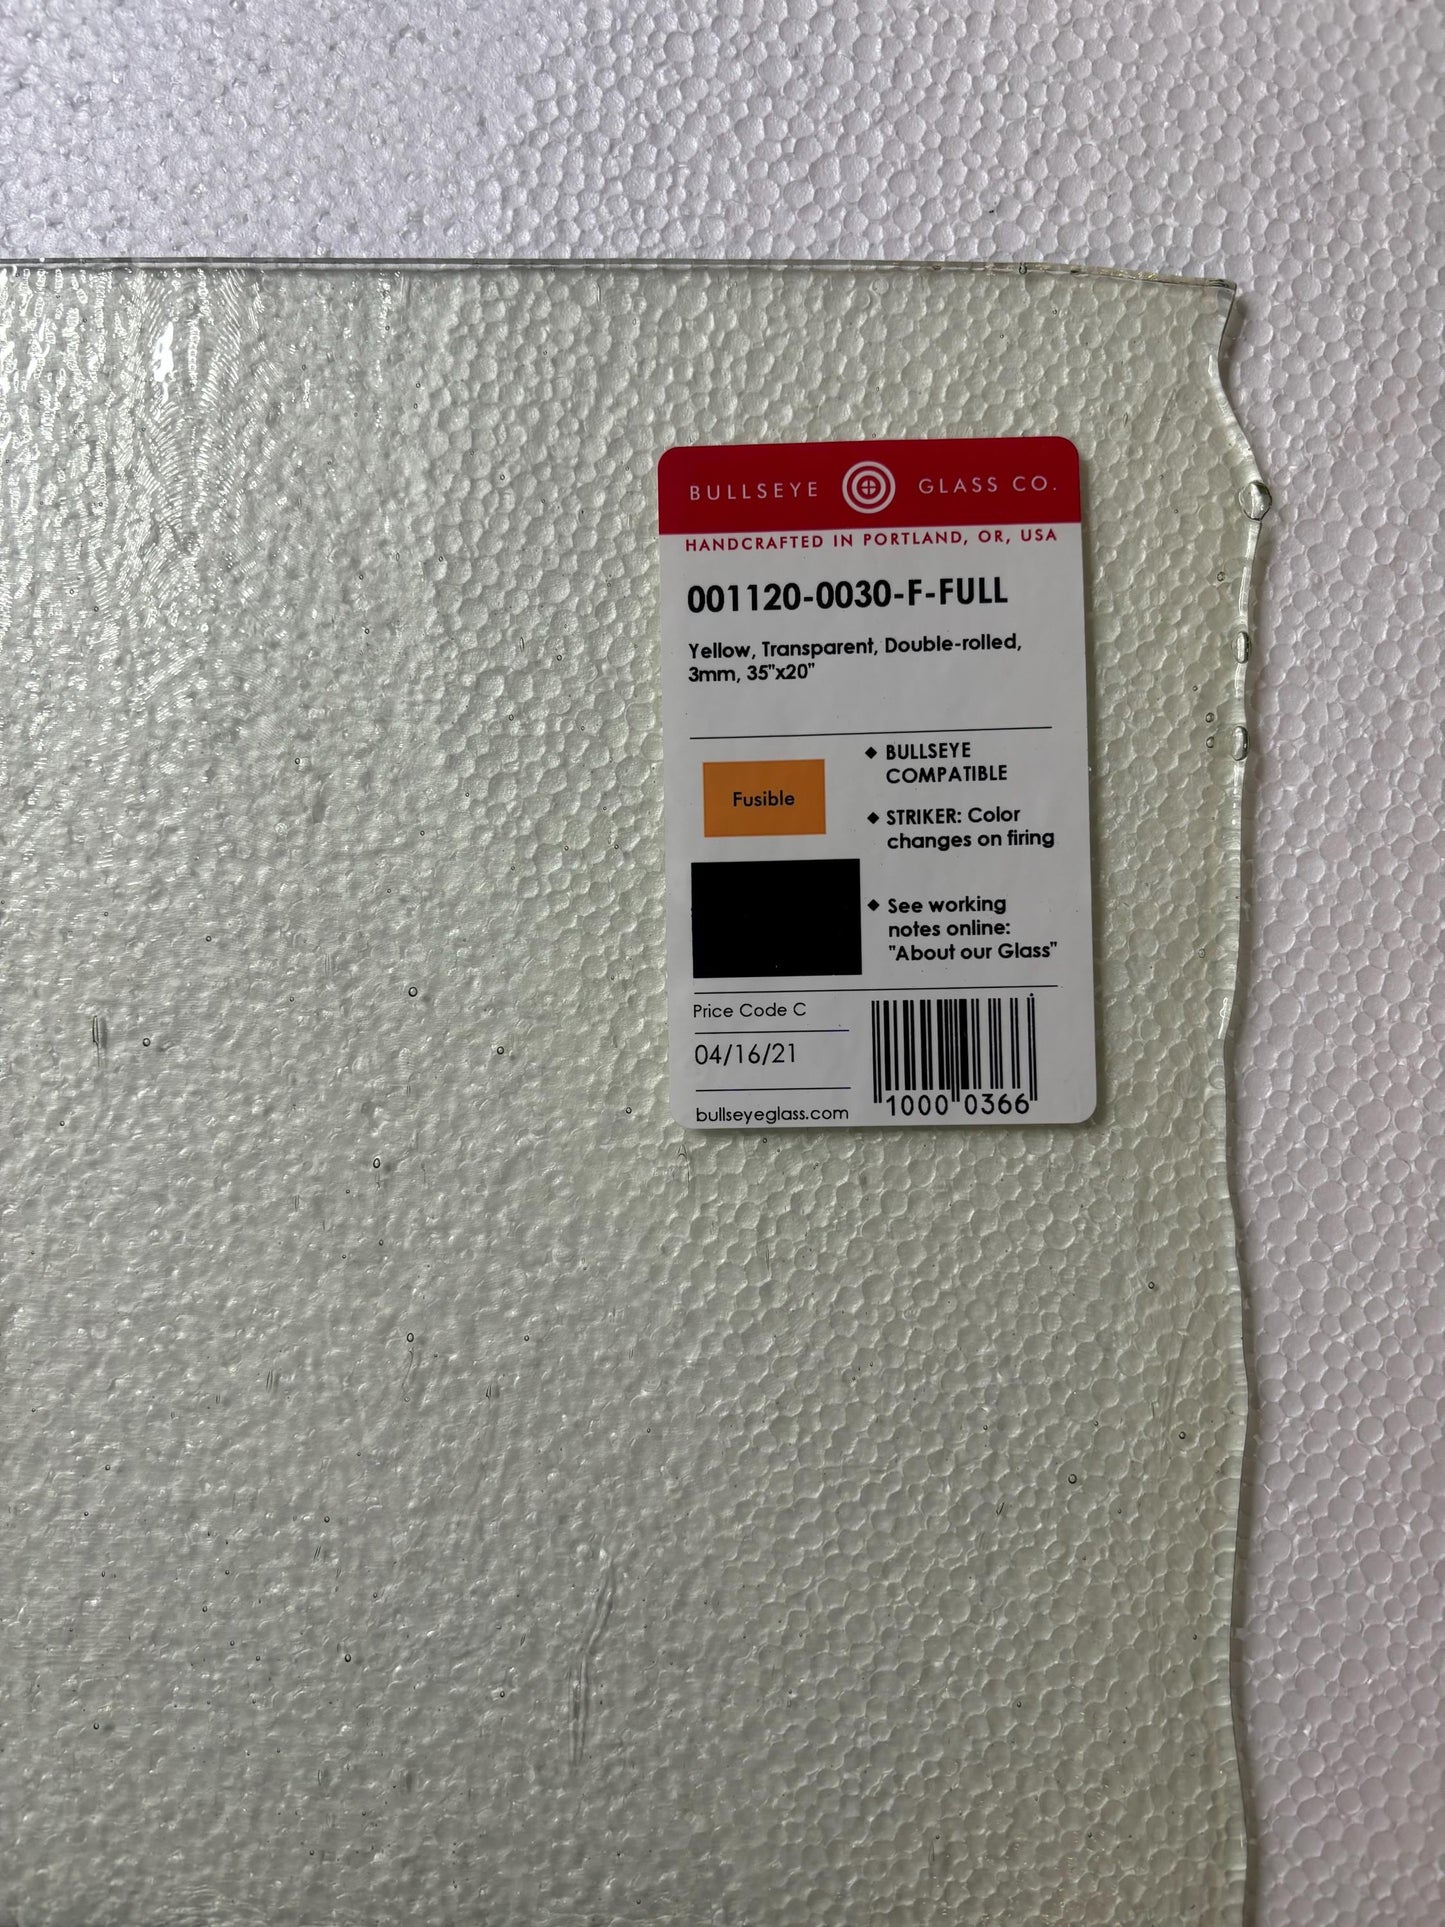 BULLSEYE GLASS CO.
HANDCRAFTED IN PORTLAND, OR, USA
001120-0030-F-FULL
Yellow, Transparent, Double-rolled,
3mm, 35"x20"
Fusible
◆ BULLSEYE
COMPATIBLE
◆ STRIKER: Color
changes on firing
◆ See working
notes online:
"About our Glass"
Price Code C
04/16/21
bullseyeglass.com
1000 0366